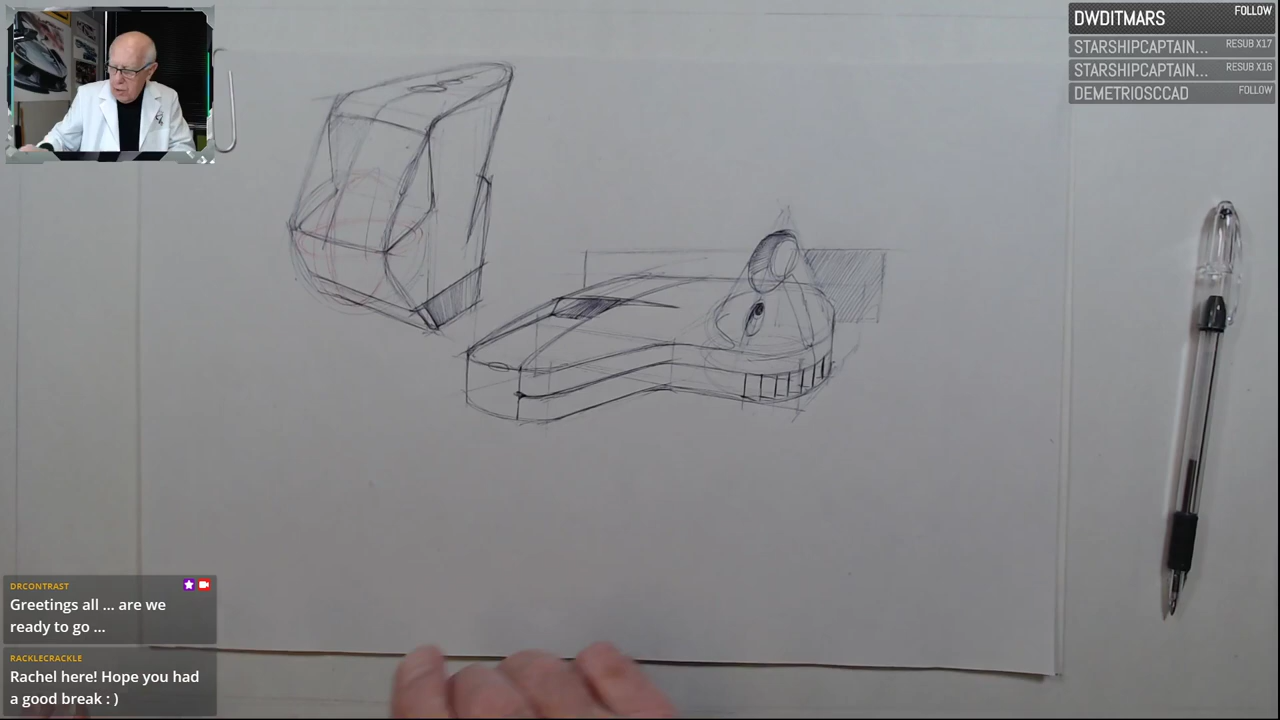 DWDITMARS FOLLOW
STARSHIPCAPTAIN... RESUB X17
STARSHIPCAPTAIN... RESUB X16
DEMETRIOSCCAD FOLLOW
DRCONTRAST
Greetings all ... are we
ready to go ...
RACKLECRACKLE
Rachel here! Hope you had
a good break : )